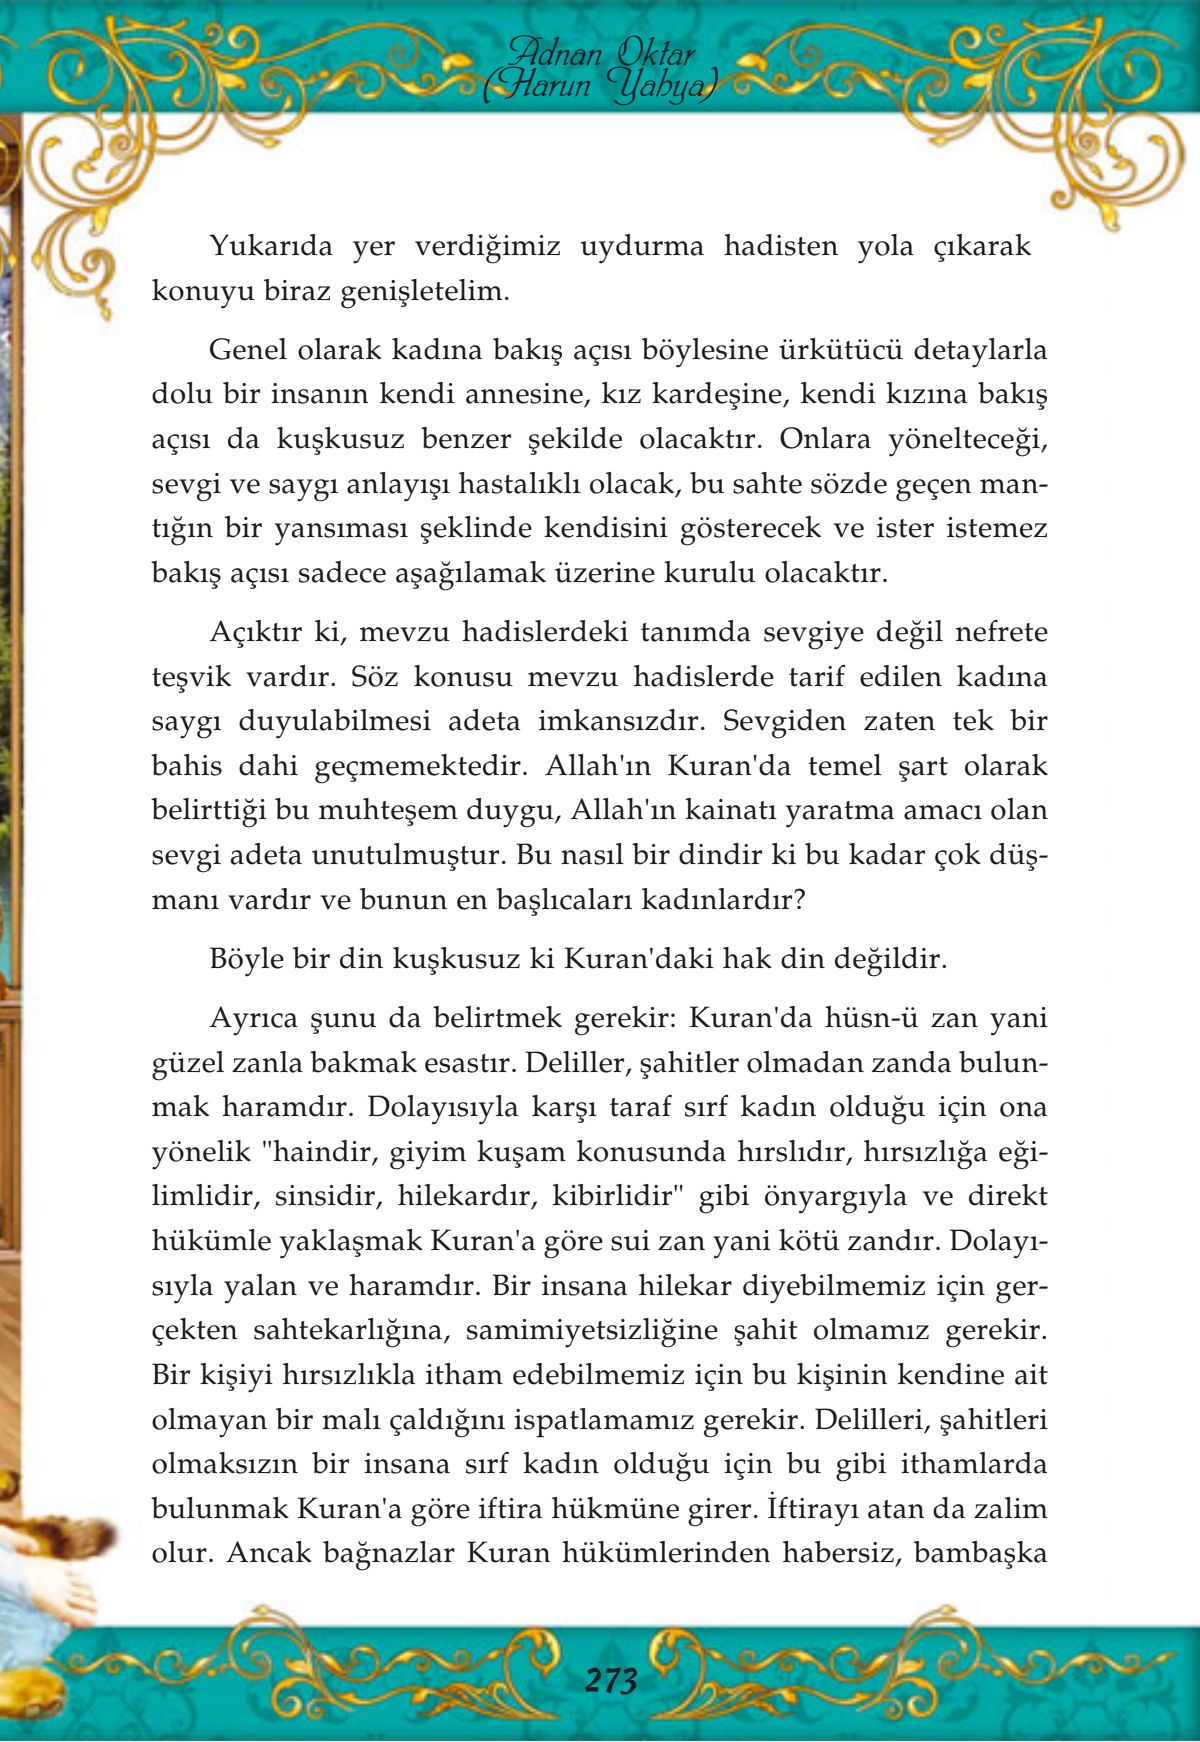 Adnan Oktar
(Harun Yahya)
Yukarıda yer verdiğimiz uydurma hadisten yola çıkarak
konuyu biraz genişletelim.
Genel olarak kadına bakış açısı böylesine ürkütücü detaylarla
dolu bir insanın kendi annesine, kız kardeşine, kendi kızına bakış
açısı da kuşkusuz benzer şekilde olacaktır. Onlara yönelteceği,
sevgi ve saygı anlayışı hastalıklı olacak, bu sahte sözde geçen man-
tığın bir yansıması şeklinde kendisini gösterecek ve ister istemez
bakış açısı sadece aşağılamak üzerine kurulu olacaktır.
Açıktır ki, mevzu hadislerdeki tanımda sevgiye değil nefrete
teşvik vardır. Söz konusu mevzu hadislerde tarif edilen kadına
saygı duyulabilmesi adeta imkansızdır. Sevgiden zaten tek bir
bahis dahi geçmemektedir. Allah'ın Kuran'da temel şart olarak
belirttiği bu muhteşem duygu, Allah'ın kainatı yaratma amacı olan
sevgi adeta unutulmuştur. Bu nasıl bir dindir ki bu kadar çok düş-
manı vardır ve bunun en başlıcaları kadınlardır?
Böyle bir din kuşkusuz ki Kuran'daki hak din değildir.
Ayrıca şunu da belirtmek gerekir: Kuran'da hüsn-ü zan yani
güzel zanla bakmak esastır. Deliller, şahitler olmadan zanda bulun-
mak haramdır. Dolayısıyla karşı taraf sırf kadın olduğu için ona
yönelik "haindir, giyim kuşam konusunda hırslıdır, hırsızlığa eği-
limlidir, sinsidir, hilekardır, kibirlidir" gibi önyargıyla ve direkt
hükümle yaklaşmak Kuran'a göre sui zan yani kötü zandır. Dolayı-
sıyla yalan ve haramdır. Bir insana hilekar diyebilmemiz için ger-
çekten sahtekarlığına, samimiyetsizliğine şahit olmamız gerekir.
Bir kişiyi hırsızlıkla itham edebilmemiz için bu kişinin kendine ait
olmayan bir malı çaldığını ispatlamamız gerekir. Delilleri, şahitleri
olmaksızın bir insana sırf kadın olduğu için bu gibi ithamlarda
bulunmak Kuran'a göre iftira hükmüne girer. İftirayı atan da zalim
olur. Ancak bağnazlar Kuran hükümlerinden habersiz, bambaşka
273